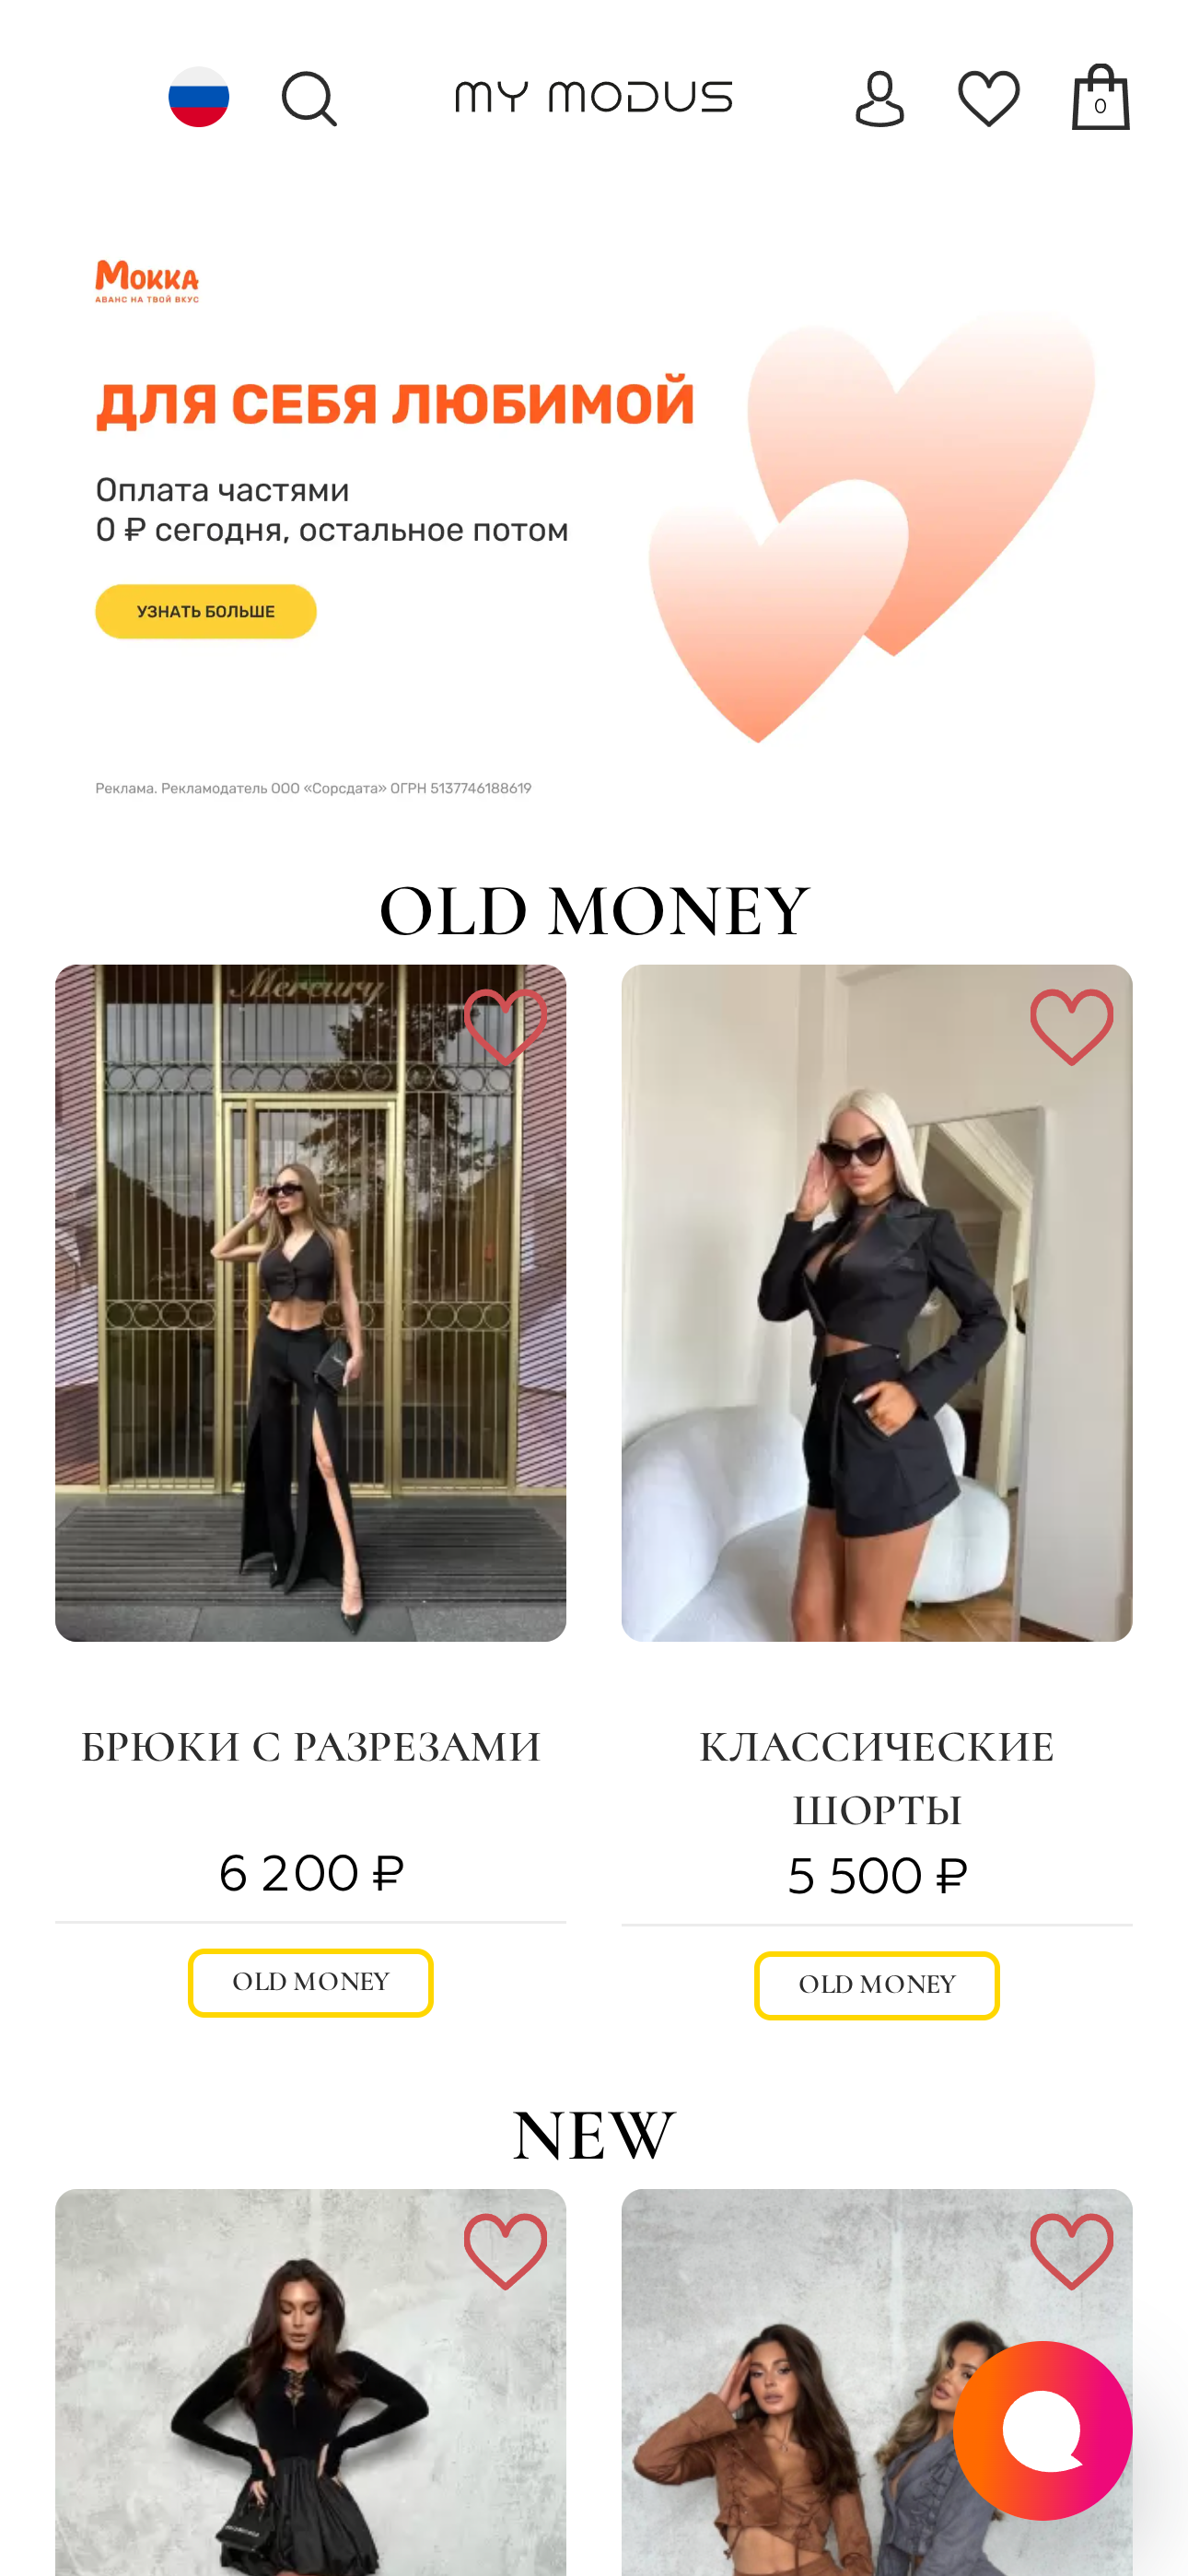 MY MODUS
0
МОККА
АВАНС НА ТВОЙ ВКУС
ДЛЯ СЕБЯ ЛЮБИМОЙ
Оплата частями
0 ₽ сегодня, остальное потом
УЗНАТЬ БОЛЬШЕ
Реклама. Рекламодатель ООО «Сорсдата» ОГРН 5137746188619
OLD MONEY
Mercury
БРЮКИ С РАЗРЕЗАМИ
6 200 ₽
OLD MONEY
КЛАССИЧЕСКИЕ
ШОРТЫ
5 500 ₽
OLD MONEY
NEW